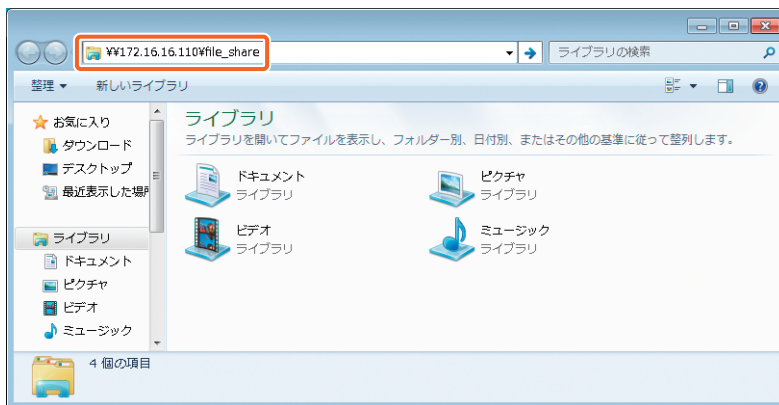 ¥¥172.16.16.110¥file_share
ライブラリの検索
整理
新しいライブラリ
お気に入り
ダウンロード
デスクトップ
最近表示した場所
ライブラリ
ドキュメント
ピクチャ
ビデオ
ミュージック
ライブラリ
ライブラリを開いてファイルを表示し、フォルダー別、日付別、またはその他の基準に従って整列します。
ドキュメント
ライブラリ
ピクチャ
ライブラリ
ビデオ
ライブラリ
ミュージック
ライブラリ
4 個の項目